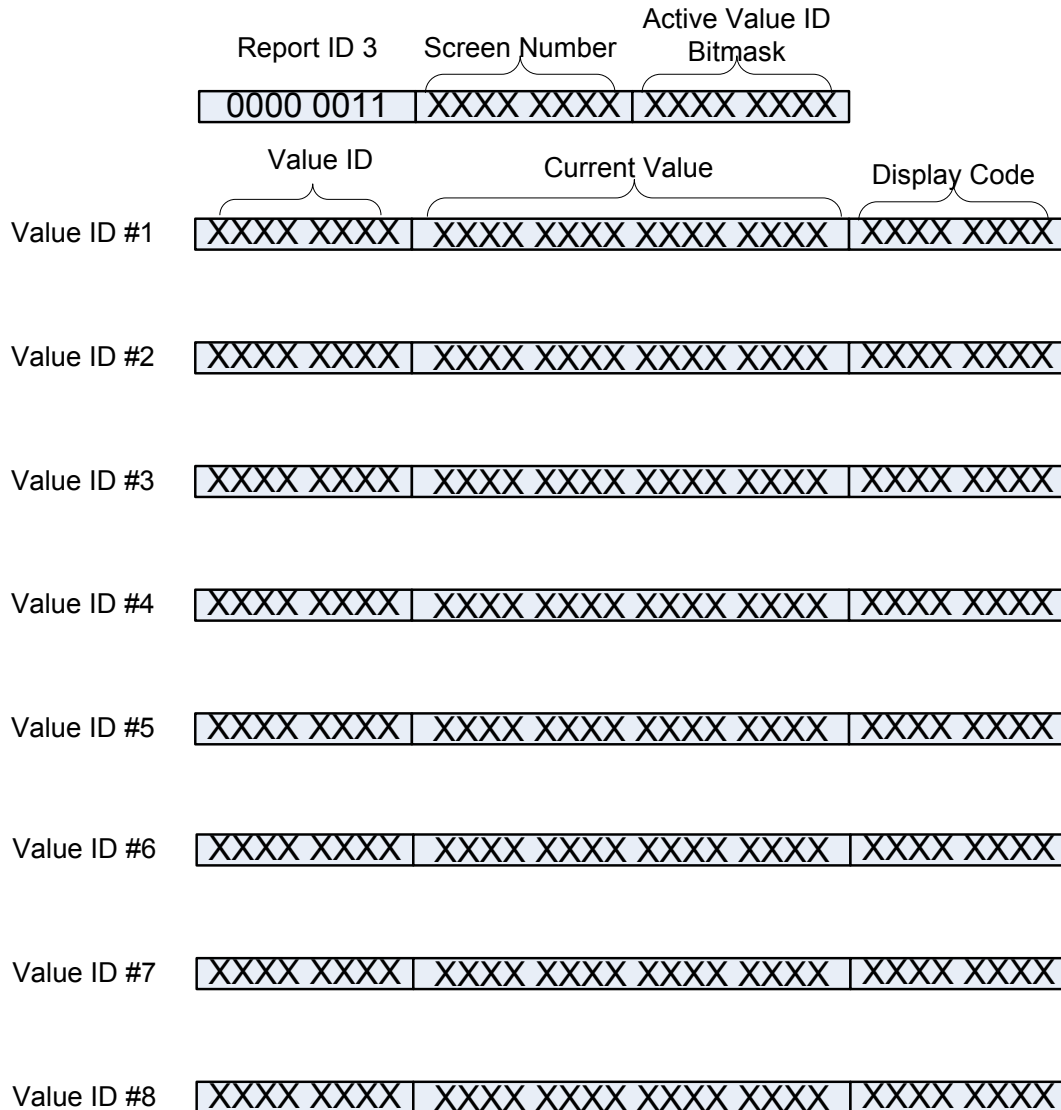 Report ID 3 Screen Number Active Value ID Bitmask
0000 0011 XXXX XXXX XXXX XXXX
Value ID Current Value Display Code
Value ID #1 XXXX XXXX XXXX XXXX XXXX XXXX XXXX XXXX
Value ID #2 XXXX XXXX XXXX XXXX XXXX XXXX XXXX XXXX
Value ID #3 XXXX XXXX XXXX XXXX XXXX XXXX XXXX XXXX
Value ID #4 XXXX XXXX XXXX XXXX XXXX XXXX XXXX XXXX
Value ID #5 XXXX XXXX XXXX XXXX XXXX XXXX XXXX XXXX
Value ID #6 XXXX XXXX XXXX XXXX XXXX XXXX XXXX XXXX
Value ID #7 XXXX XXXX XXXX XXXX XXXX XXXX XXXX XXXX
Value ID #8 XXXX XXXX XXXX XXXX XXXX XXXX XXXX XXXX